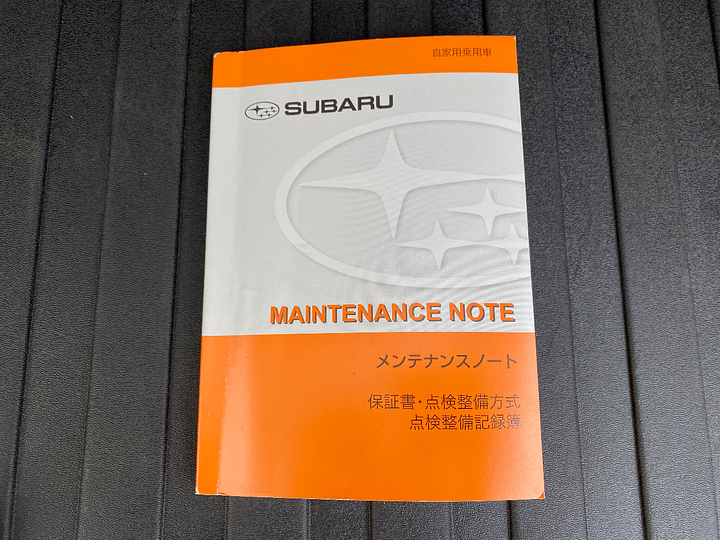 自家用乗用車
SUBARU
MAINTENANCE NOTE
メンテナンスノート
保証書・点検整備方式
点検整備記録簿